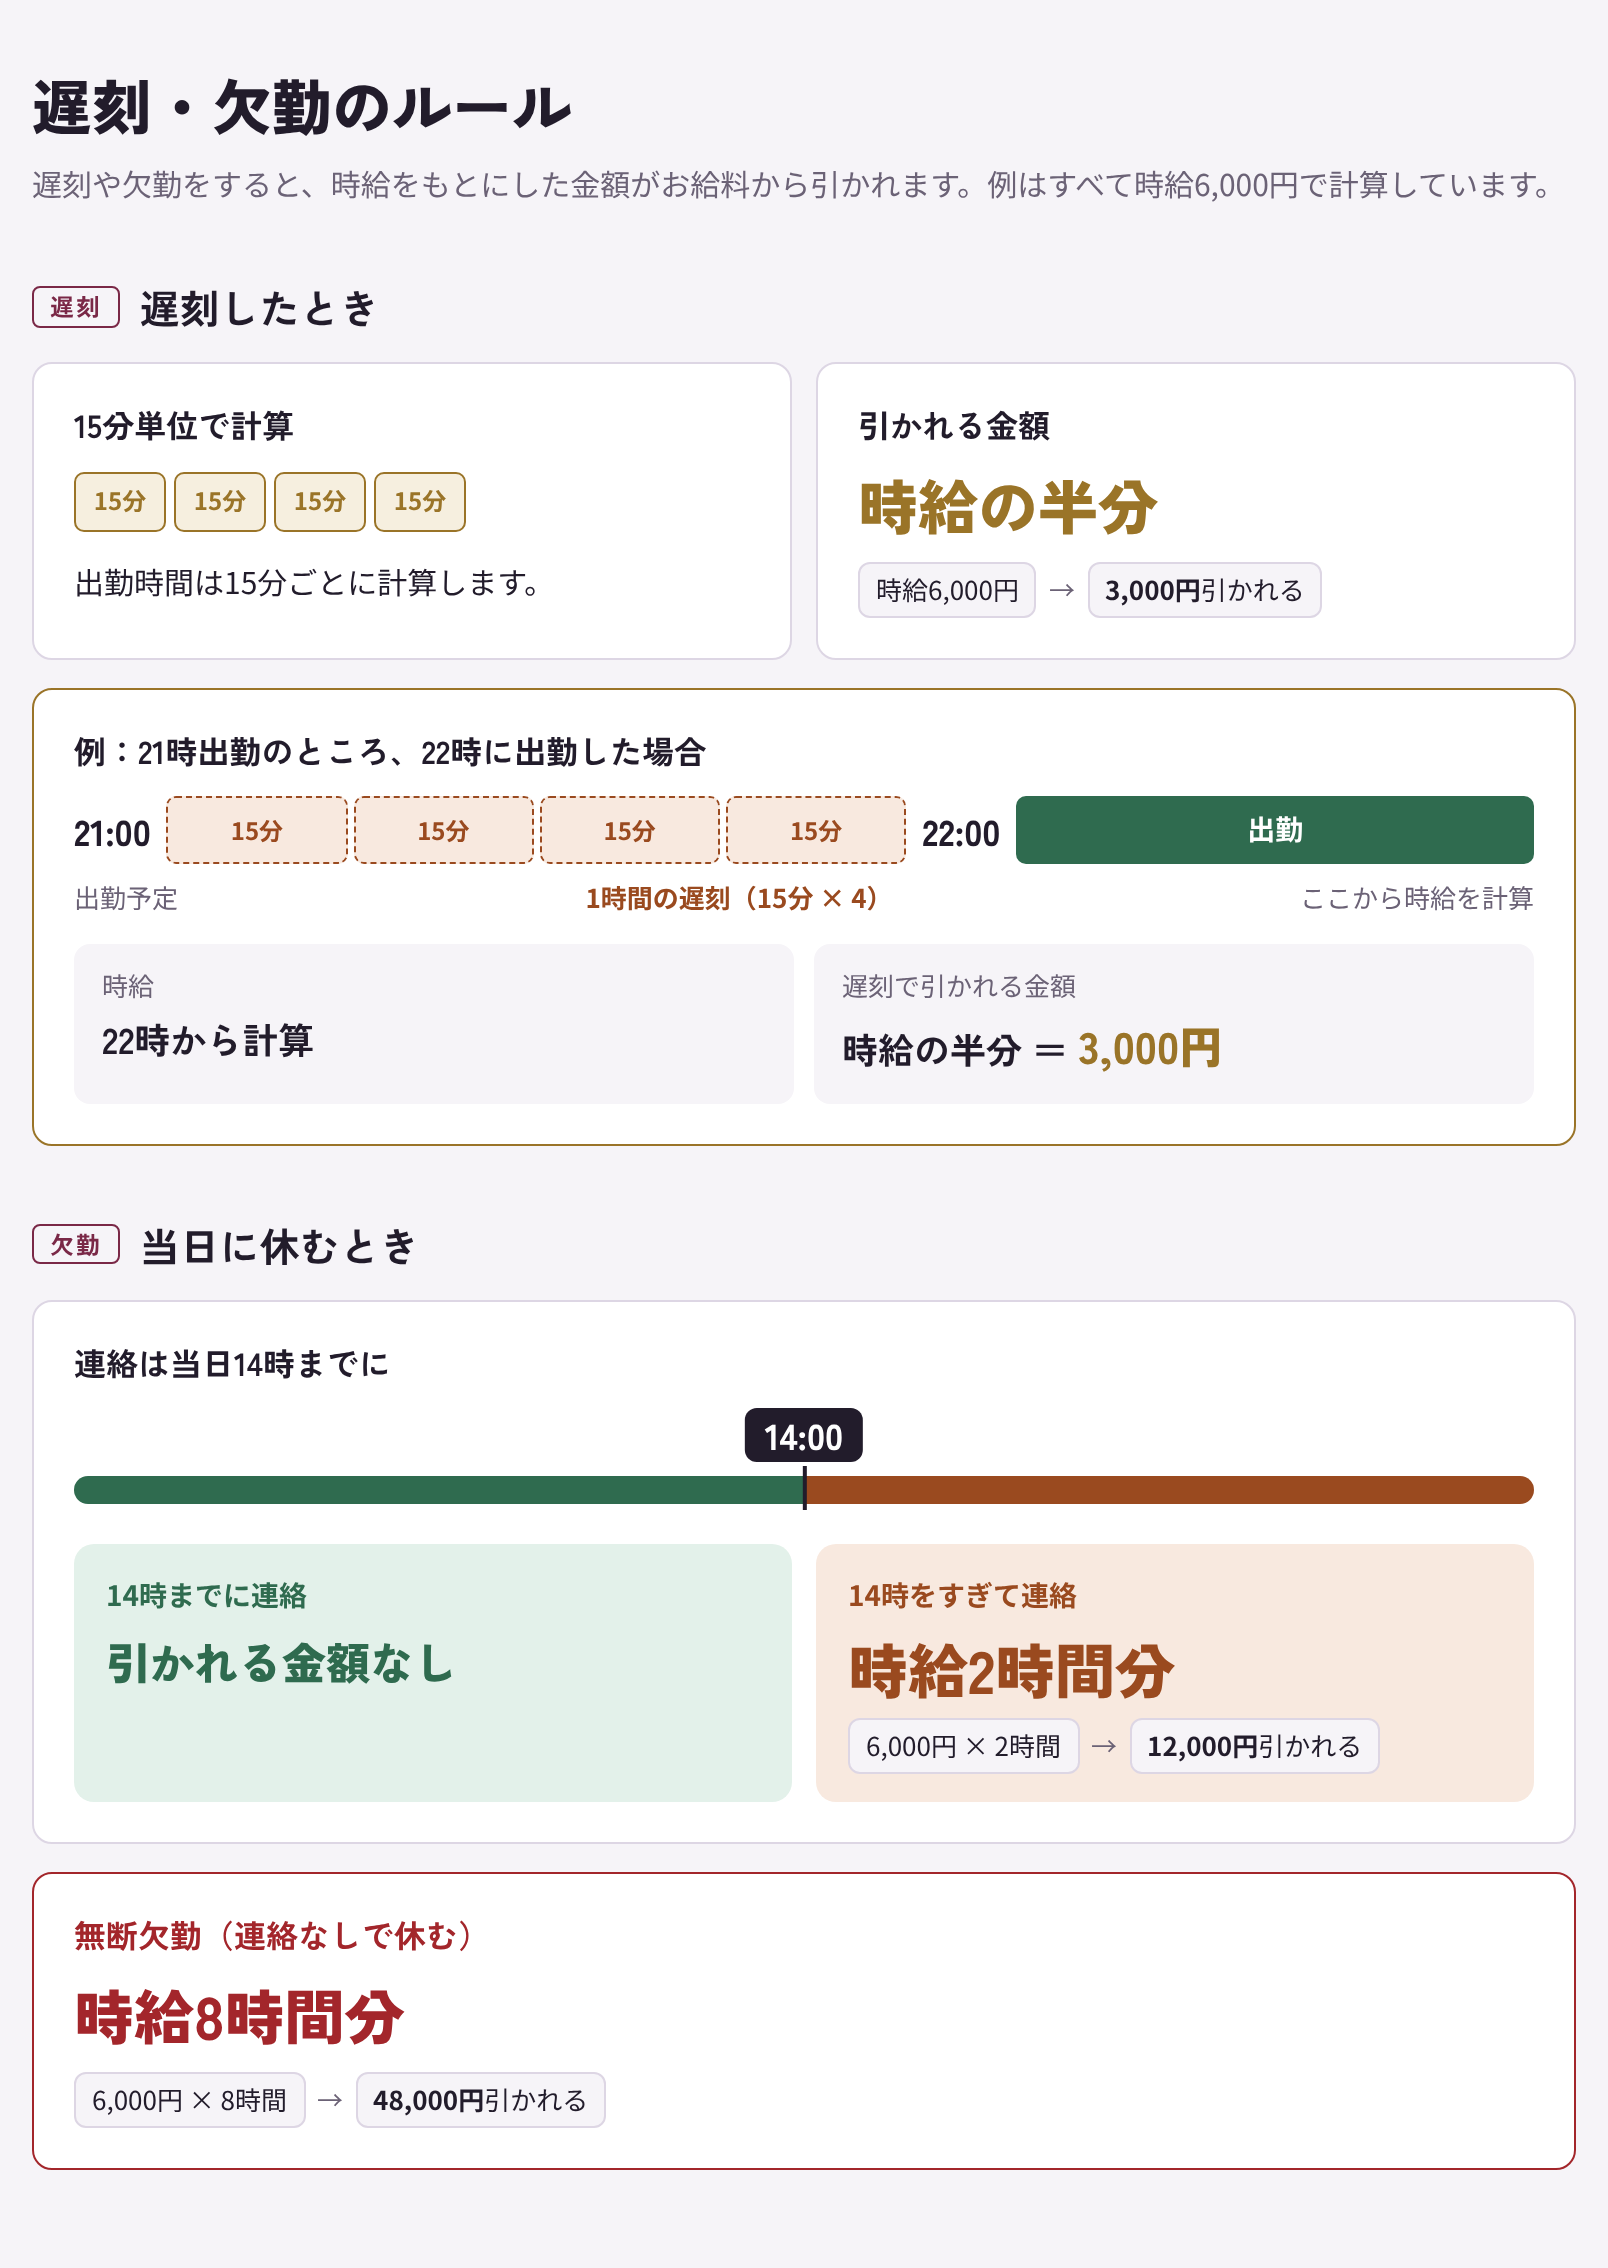 遅刻・欠勤のルール
遅刻や欠勤をすると、時給をもとにした金額がお給料から引かれます。例はすべて時給6,000円で計算しています。
遅刻 遅刻したとき
15分単位で計算
15分 15分 15分 15分
出勤時間は15分ごとに計算します。
引かれる金額
時給の半分
時給6,000円 → 3,000円引かれる
例：21時出勤のところ、22時に出勤した場合
21:00 15分 15分 15分 15分 22:00 出勤
出勤予定 1時間の遅刻（15分 × 4） ここから時給を計算
時給
22時から計算
遅刻で引かれる金額
時給の半分 ＝ 3,000円
欠勤 当日に休むとき
連絡は当日14時までに
14:00
14時までに連絡
引かれる金額なし
14時をすぎて連絡
時給2時間分
6,000円 × 2時間 → 12,000円引かれる
無断欠勤（連絡なしで休む）
時給8時間分
6,000円 × 8時間 → 48,000円引かれる